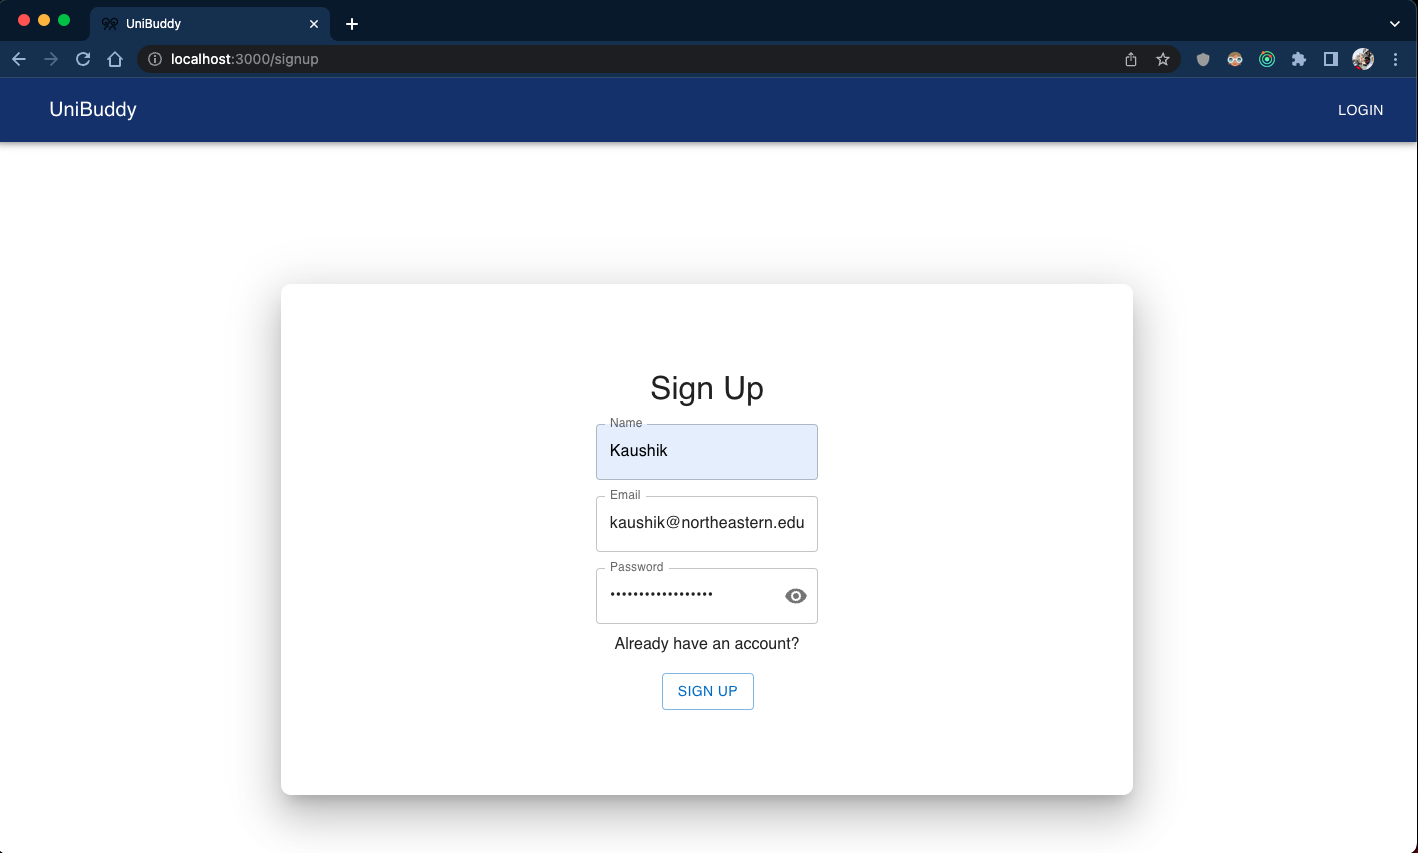 UniBuddy
localhost:3000/signup
UniBuddy
LOGIN
Sign Up
Name
Kaushik
Email
kaushik@northeastern.edu
Password
••••••••••••••••••
Already have an account?
SIGN UP